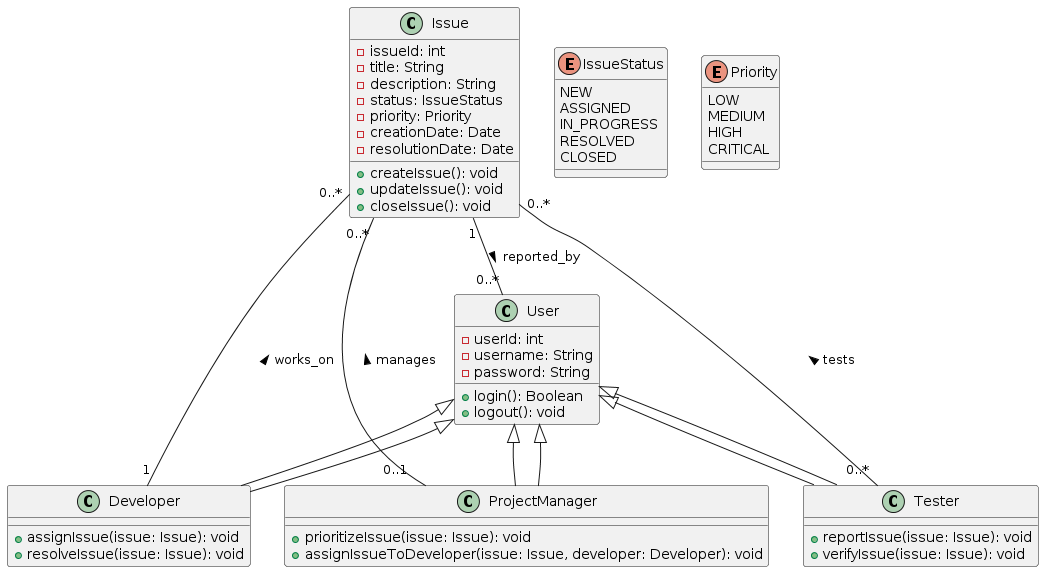 C Issue
issueId: int
title: String
description: String
status: IssueStatus
priority: Priority
creationDate: Date
resolutionDate: Date
createIssue(): void
updateIssue(): void
closeIssue(): void
E IssueStatus
NEW
ASSIGNED
IN_PROGRESS
RESOLVED
CLOSED
E Priority
LOW
MEDIUM
HIGH
CRITICAL
0..*
0..*
1
0..*
reported_by
0..*
C User
userId: int
username: String
password: String
login(): Boolean
logout(): void
works_on
manages
tests
1
0..1
0..*
C Developer
assignIssue(issue: Issue): void
resolveIssue(issue: Issue): void
C ProjectManager
prioritizeIssue(issue: Issue): void
assignIssueToDeveloper(issue: Issue, developer: Developer): void
C Tester
reportIssue(issue: Issue): void
verifyIssue(issue: Issue): void